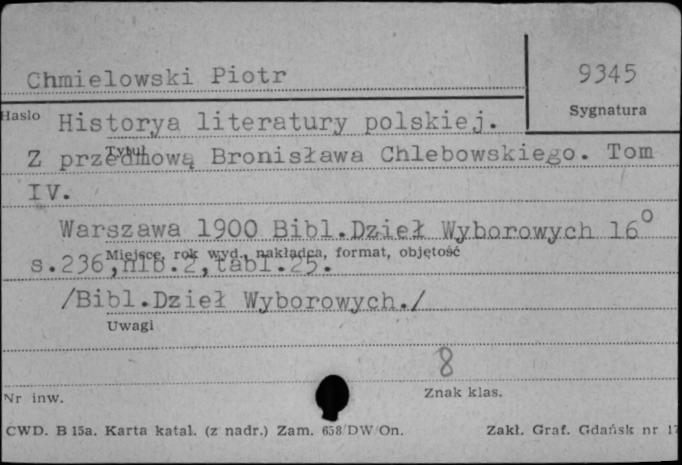 Chmielowski Piotr
9345
Hasło
Sygnatura
Historya literatury polskiej.
Tytuł
Z przedmową Bronisława Chlebowskiego. Tom
IV.
Warszawa 1900 Bibl.Dzieł Wyborowych 16°
Miejsce, rok wyd., nakładca, format, objętość
s.236,nlb.2,tabl.25.
/Bibl.Dzieł Wyborowych./
Uwagi
8
Nr inw.
Znak klas.
CWD. B 15a. Karta katal. (z nadr.) Zam. 658/DW/On.
Zakł. Graf. Gdańsk nr 17